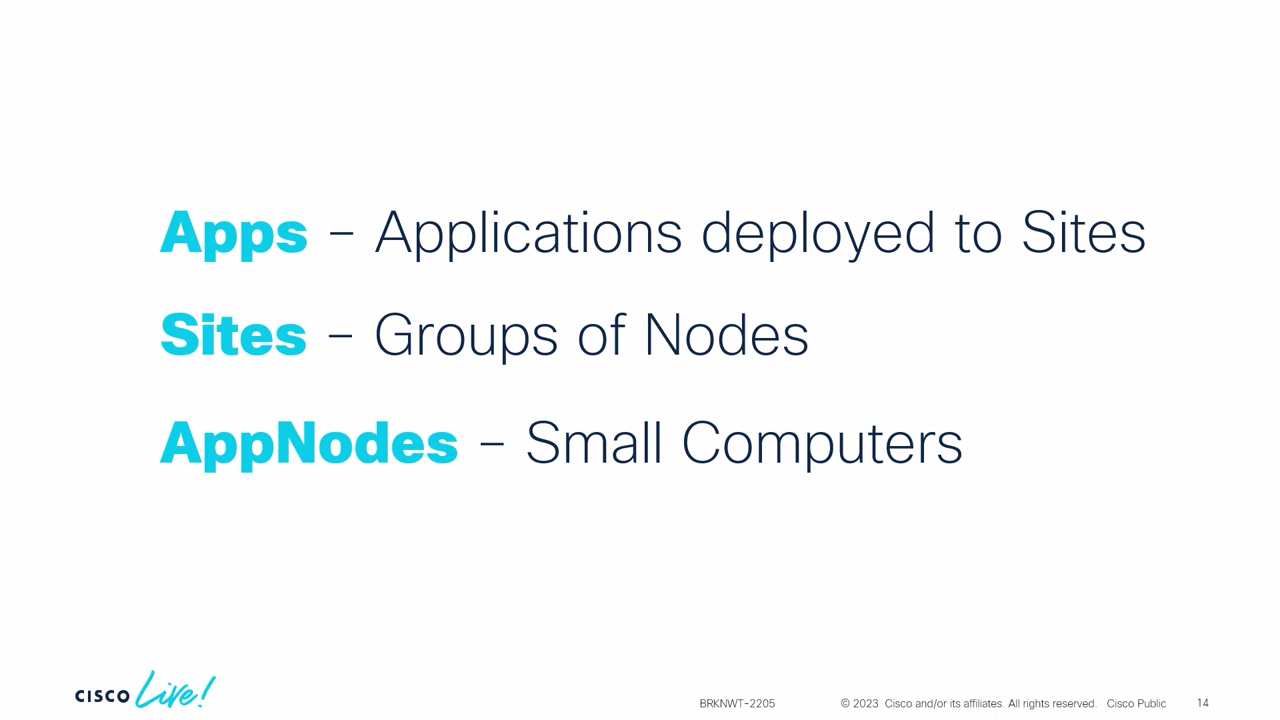 Apps – Applications deployed to Sites
Sites – Groups of Nodes
AppNodes – Small Computers
CISCO Live!
BRKNWT-2205
© 2023 Cisco and/or its affiliates. All rights reserved. Cisco Public
14